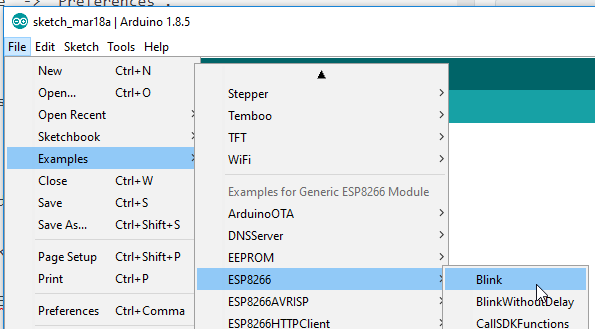 -> Preferences .
sketch_mar18a | Arduino 1.8.5
File Edit Sketch Tools Help
New Ctrl+N
Open... Ctrl+O
Open Recent
Sketchbook
Examples
Close Ctrl+W
Save Ctrl+S
Save As... Ctrl+Shift+S
Page Setup Ctrl+Shift+P
Print Ctrl+P
Preferences Ctrl+Comma
Stepper
Temboo
TFT
WiFi
Examples for Generic ESP8266 Module
ArduinoOTA
DNSServer
EEPROM
ESP8266
ESP8266AVRISP
ESP8266HTTPClient
Blink
BlinkWithoutDelay
CallSDKFunctions